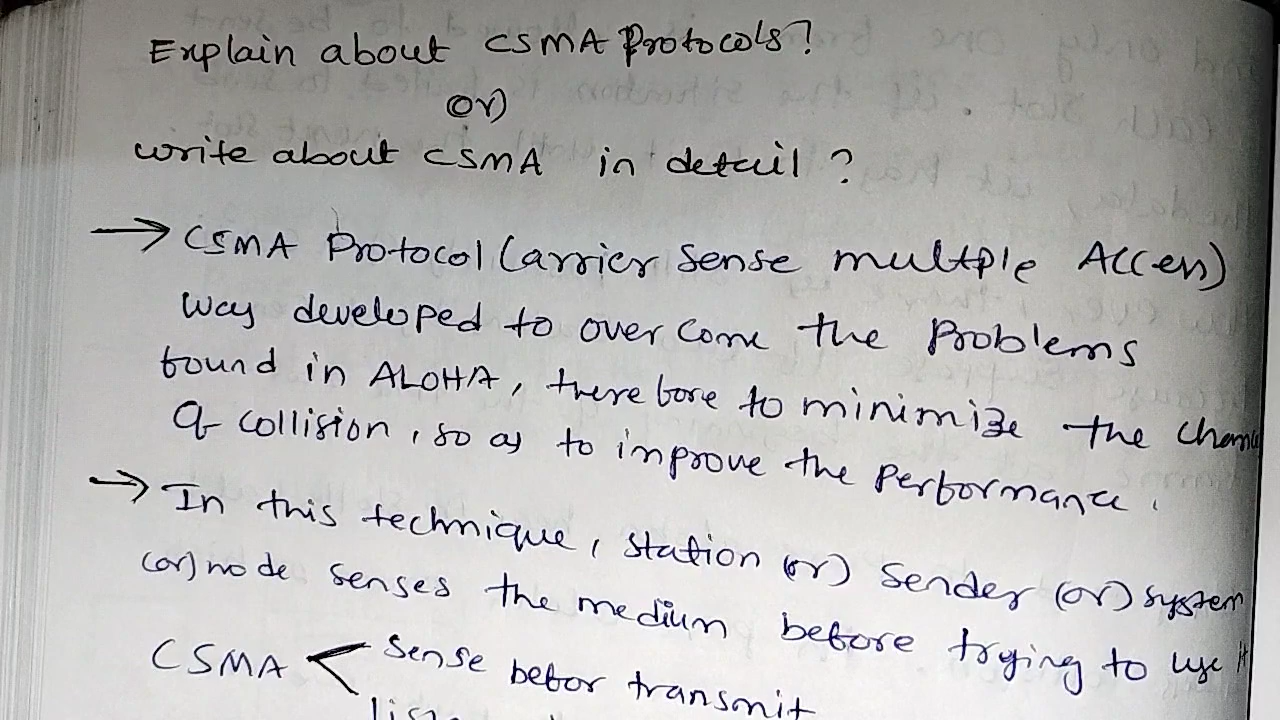 Explain about CSMA Protocols?
or)
write about CSMA in detail?
→ CSMA Protocol (Carrier Sense multiple Access)
was developed to over come the Problems
found in ALOHA, therefore to minimize the
of collision, so as to improve the performance.
→ In this technique, station (or) sender (or) system
(or) node senses the medium before trying to use it
CSMA < Sense befor transmit